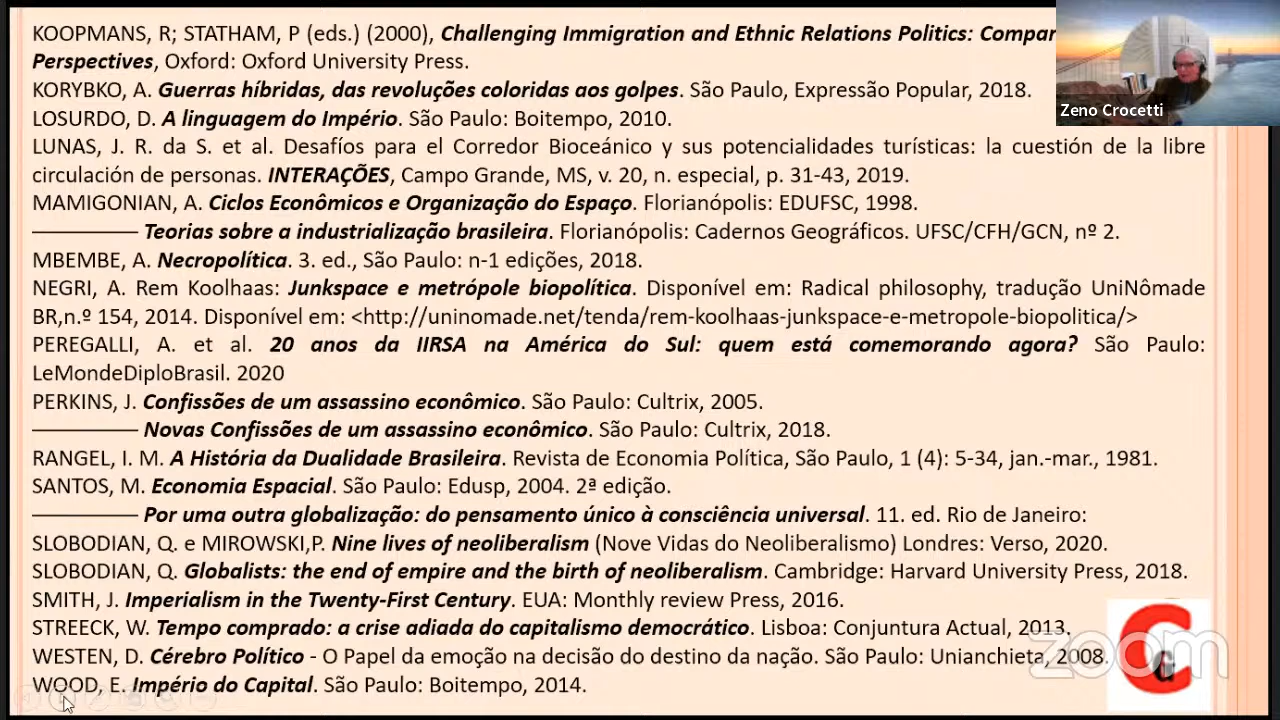 KOOPMANS, R; STATHAM, P (eds.) (2000), Challenging Immigration and Ethnic Relations Politics: Compar
Perspectives, Oxford: Oxford University Press.
KORYBKO, A. Guerras híbridas, das revoluções coloridas aos golpes. São Paulo, Expressão Popular, 2018.
LOSURDO, D. A linguagem do Império. São Paulo: Boitempo, 2010.
LUNAS, J. R. da S. et al. Desafíos para el Corredor Bioceánico y sus potencialidades turísticas: la cuestión de la libre
circulación de personas. INTERAÇÕES, Campo Grande, MS, v. 20, n. especial, p. 31-43, 2019.
MAMIGONIAN, A. Ciclos Econômicos e Organização do Espaço. Florianópolis: EDUFSC, 1998.
————— Teorias sobre a industrialização brasileira. Florianópolis: Cadernos Geográficos. UFSC/CFH/GCN, nº 2.
MBEMBE, A. Necropolítica. 3. ed., São Paulo: n-1 edições, 2018.
NEGRI, A. Rem Koolhaas: Junkspace e metrópole biopolítica. Disponível em: Radical philosophy, tradução UniNômade
BR,n.º 154, 2014. Disponível em: <http://uninomade.net/tenda/rem-koolhaas-junkspace-e-metropole-biopolitica/>
PEREGALLI, A. et al. 20 anos da IIRSA na América do Sul: quem está comemorando agora? São Paulo:
LeMondeDiploBrasil. 2020
PERKINS, J. Confissões de um assassino econômico. São Paulo: Cultrix, 2005.
————— Novas Confissões de um assassino econômico. São Paulo: Cultrix, 2018.
RANGEL, I. M. A História da Dualidade Brasileira. Revista de Economia Política, São Paulo, 1 (4): 5-34, jan.-mar., 1981.
SANTOS, M. Economia Espacial. São Paulo: Edusp, 2004. 2ª edição.
————— Por uma outra globalização: do pensamento único à consciência universal. 11. ed. Rio de Janeiro:
SLOBODIAN, Q. e MIROWSKI,P. Nine lives of neoliberalism (Nove Vidas do Neoliberalismo) Londres: Verso, 2020.
SLOBODIAN, Q. Globalists: the end of empire and the birth of neoliberalism. Cambridge: Harvard University Press, 2018.
SMITH, J. Imperialism in the Twenty-First Century. EUA: Monthly review Press, 2016.
STREECK, W. Tempo comprado: a crise adiada do capitalismo democrático. Lisboa: Conjuntura Actual, 2013.
WESTEN, D. Cérebro Político - O Papel da emoção na decisão do destino da nação. São Paulo: Unianchieta, 2008.
WOOD, E. Império do Capital. São Paulo: Boitempo, 2014.
Zeno Crocetti
zoom